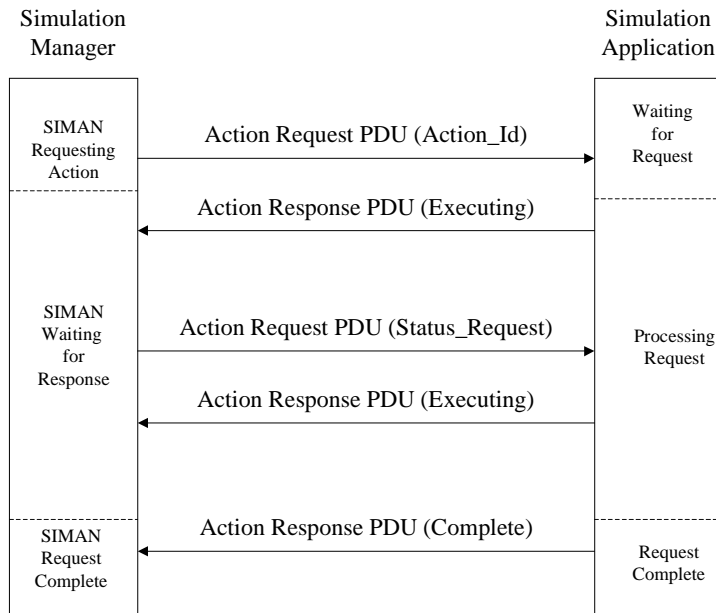 Simulation
Manager
Simulation
Application
SIMAN
Requesting
Action
Action Request PDU (Action_Id)
Waiting
for
Request
Action Response PDU (Executing)
SIMAN
Waiting
for
Response
Action Request PDU (Status_Request)
Processing
Request
Action Response PDU (Executing)
SIMAN
Request
Complete
Action Response PDU (Complete)
Request
Complete